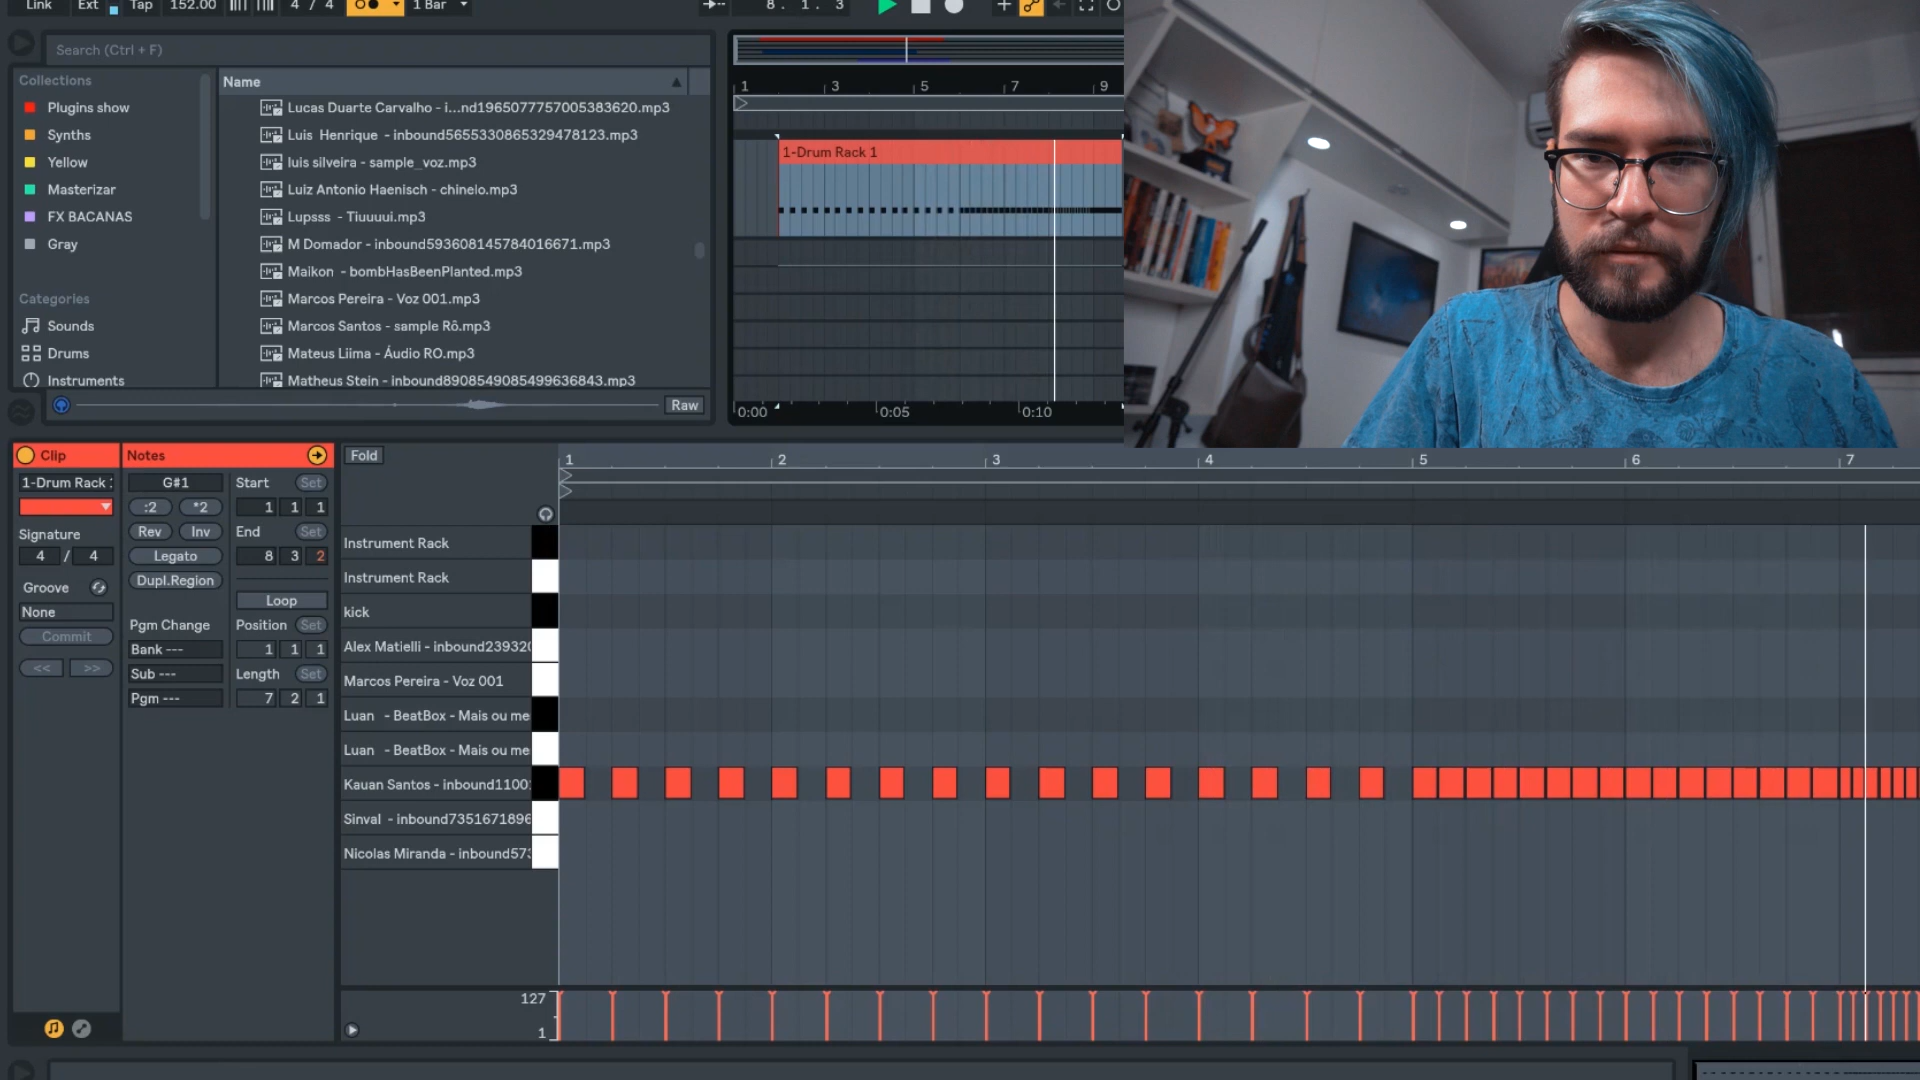 Link Ext Tap 152.00 4 / 4 1 Bar 8. 1. 3
Search (Ctrl + F)
Collections
Plugins show
Synths
Yellow
Masterizar
FX BACANAS
Gray
Categories
Sounds
Drums
Instruments
Name
Lucas Duarte Carvalho - i...nd1965077757005383620.mp3
Luis Henrique - inbound5655330865329478123.mp3
luis silveira - sample_voz.mp3
Luiz Antonio Haenisch - chinelo.mp3
Lupsss - Tiuuuui.mp3
M Domador - inbound593608145784016671.mp3
Maikon - bombHasBeenPlanted.mp3
Marcos Pereira - Voz 001.mp3
Marcos Santos - sample Rô.mp3
Mateus Liima - Áudio RO.mp3
Matheus Stein - inbound8908549085499636843.mp3
Raw
1 3 5 7 9
1-Drum Rack 1
0:00 0:05 0:10
Clip
1-Drum Rack
Signature
4 / 4
Groove
None
Commit
<< >>
Notes
G#1
:2 *2
Rev Inv
Legato
Dupl.Region
Pgm Change
Bank ---
Sub ---
Pgm ---
Start Set
1 1 1
End Set
8 3 2
Loop
Position Set
1 1 1
Length Set
7 2 1
Fold
1 2 3 4 5 6 7
Instrument Rack
Instrument Rack
kick
Alex Matielli - inbound239320
Marcos Pereira - Voz 001
Luan - BeatBox - Mais ou me
Luan - BeatBox - Mais ou me
Kauan Santos - inbound1100
Sinval - inbound7351671896
Nicolas Miranda - inbound57
127
1